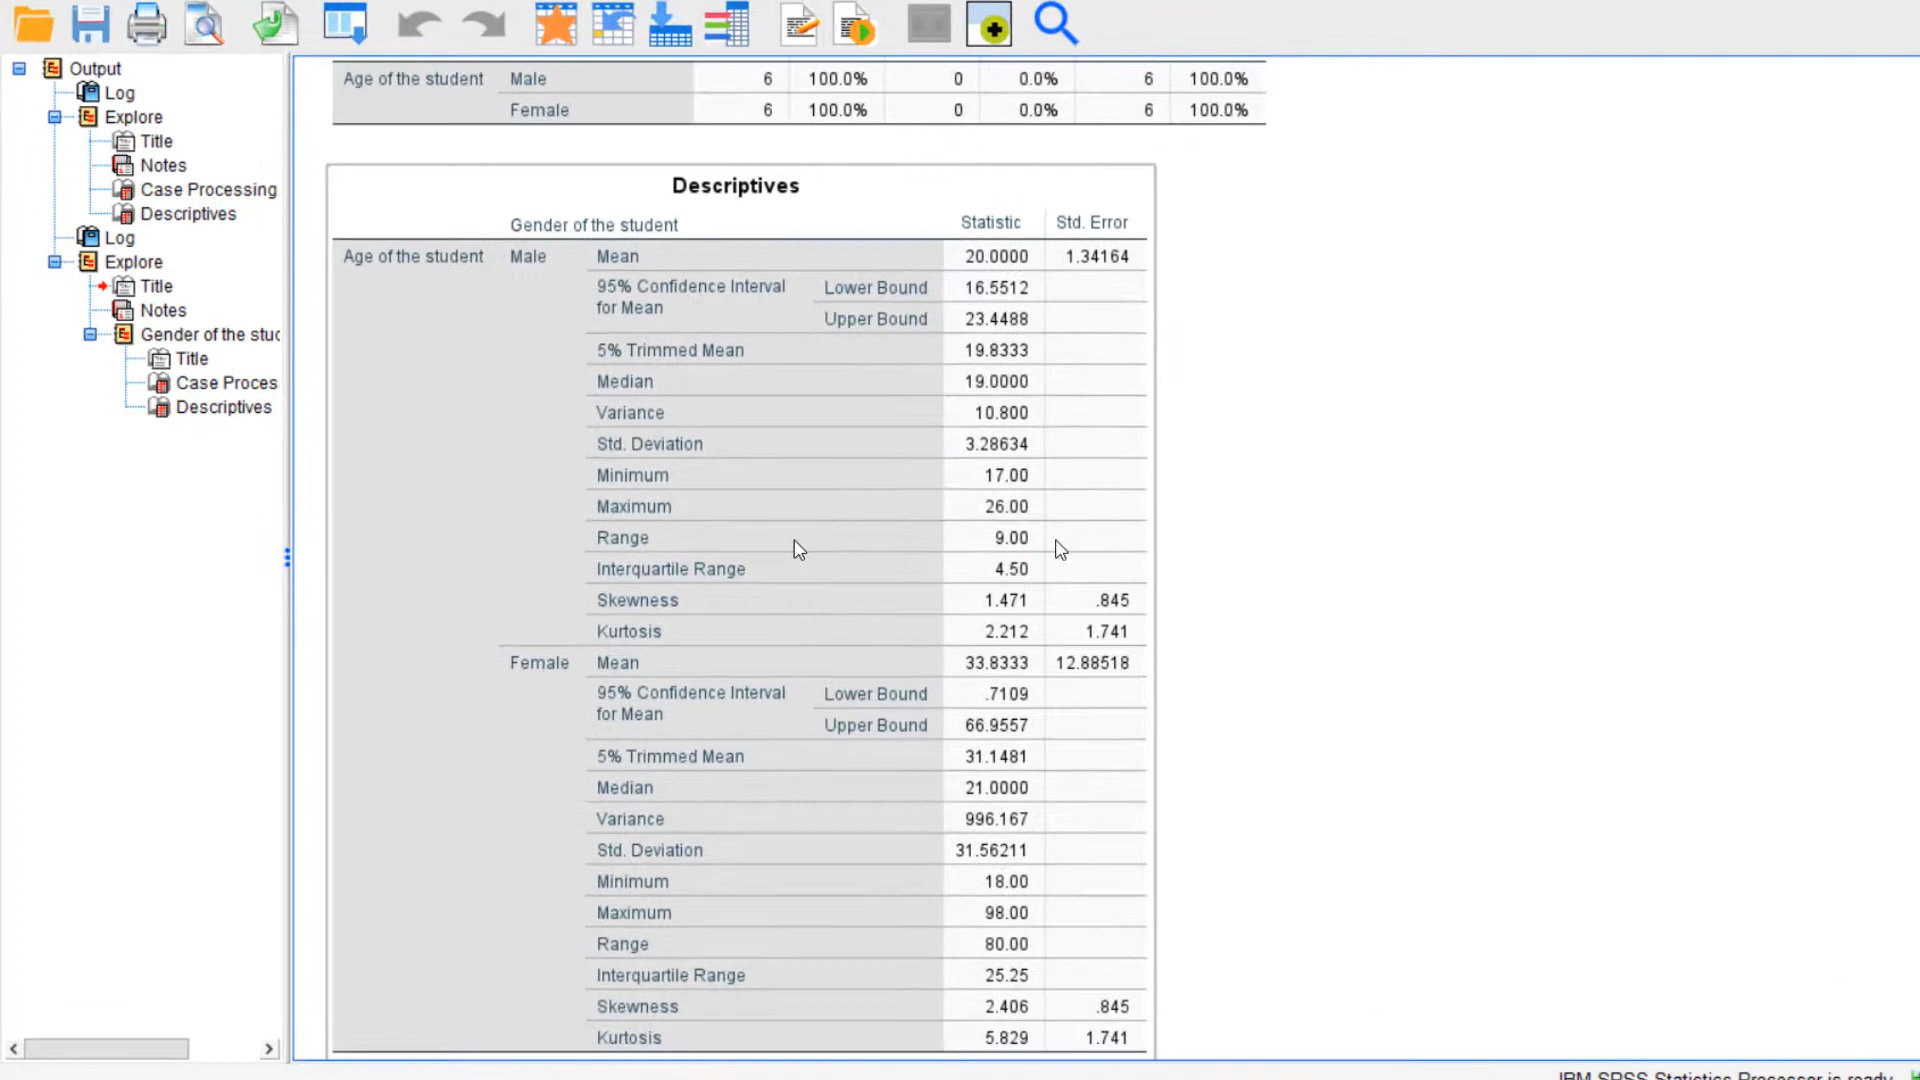 Output
Log
Explore
Title
Notes
Case Processing
Descriptives
Log
Explore
Title
Notes
Gender of the stud
Title
Case Proces
Descriptives
Age of the student Male 6 100.0% 0 0.0% 6 100.0%
Female 6 100.0% 0 0.0% 6 100.0%
Descriptives
Gender of the student Statistic Std. Error
Age of the student Male Mean 20.0000 1.34164
95% Confidence Interval for Mean Lower Bound 16.5512
Upper Bound 23.4488
5% Trimmed Mean 19.8333
Median 19.0000
Variance 10.800
Std. Deviation 3.28634
Minimum 17.00
Maximum 26.00
Range 9.00
Interquartile Range 4.50
Skewness 1.471 .845
Kurtosis 2.212 1.741
Female Mean 33.8333 12.88518
95% Confidence Interval for Mean Lower Bound .7109
Upper Bound 66.9557
5% Trimmed Mean 31.1481
Median 21.0000
Variance 996.167
Std. Deviation 31.56211
Minimum 18.00
Maximum 98.00
Range 80.00
Interquartile Range 25.25
Skewness 2.406 .845
Kurtosis 5.829 1.741
IBM SPSS Statistics Processor is ready